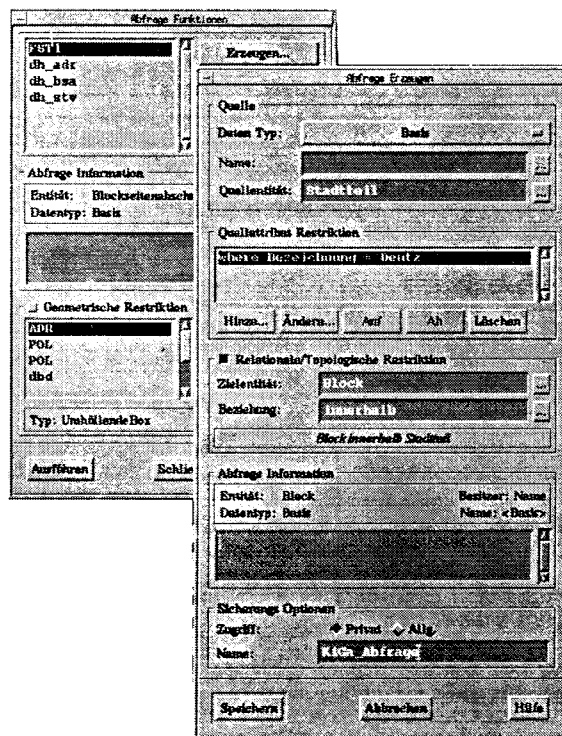 Abfrage Funktionen
FST1
dh_adr
dh_bsa
dh_stv
Erzeugen...
Abfrage Information
Entität: Blockseitenabschn
Datentyp: Basis
Geometrische Restriktion
ADR
POL
POL
dbd
Typ: Umhüllende Box
Ausführen
Schlie
Abfrage Erzeugen
Quelle
Daten Typ: Basis
Name:
Quellentität: Stadtteil
Quellattribut Restriktion
where Bezeichnung = Deutz
Hinzu... Ändern... Auf Ab Löschen
Relationale/Topologische Restriktion
Zielentität: Block
Beziehung: innerhalb
Block innerhalb Stadtteil
Abfrage Information
Entität: Block Besitzer: Name
Datentyp: Basis Name: <Basis>
Sicherungs Optionen
Zugriff: Privat Allg.
Name: KiGa_Abfrage
Speichern Abbrechen Hilfe